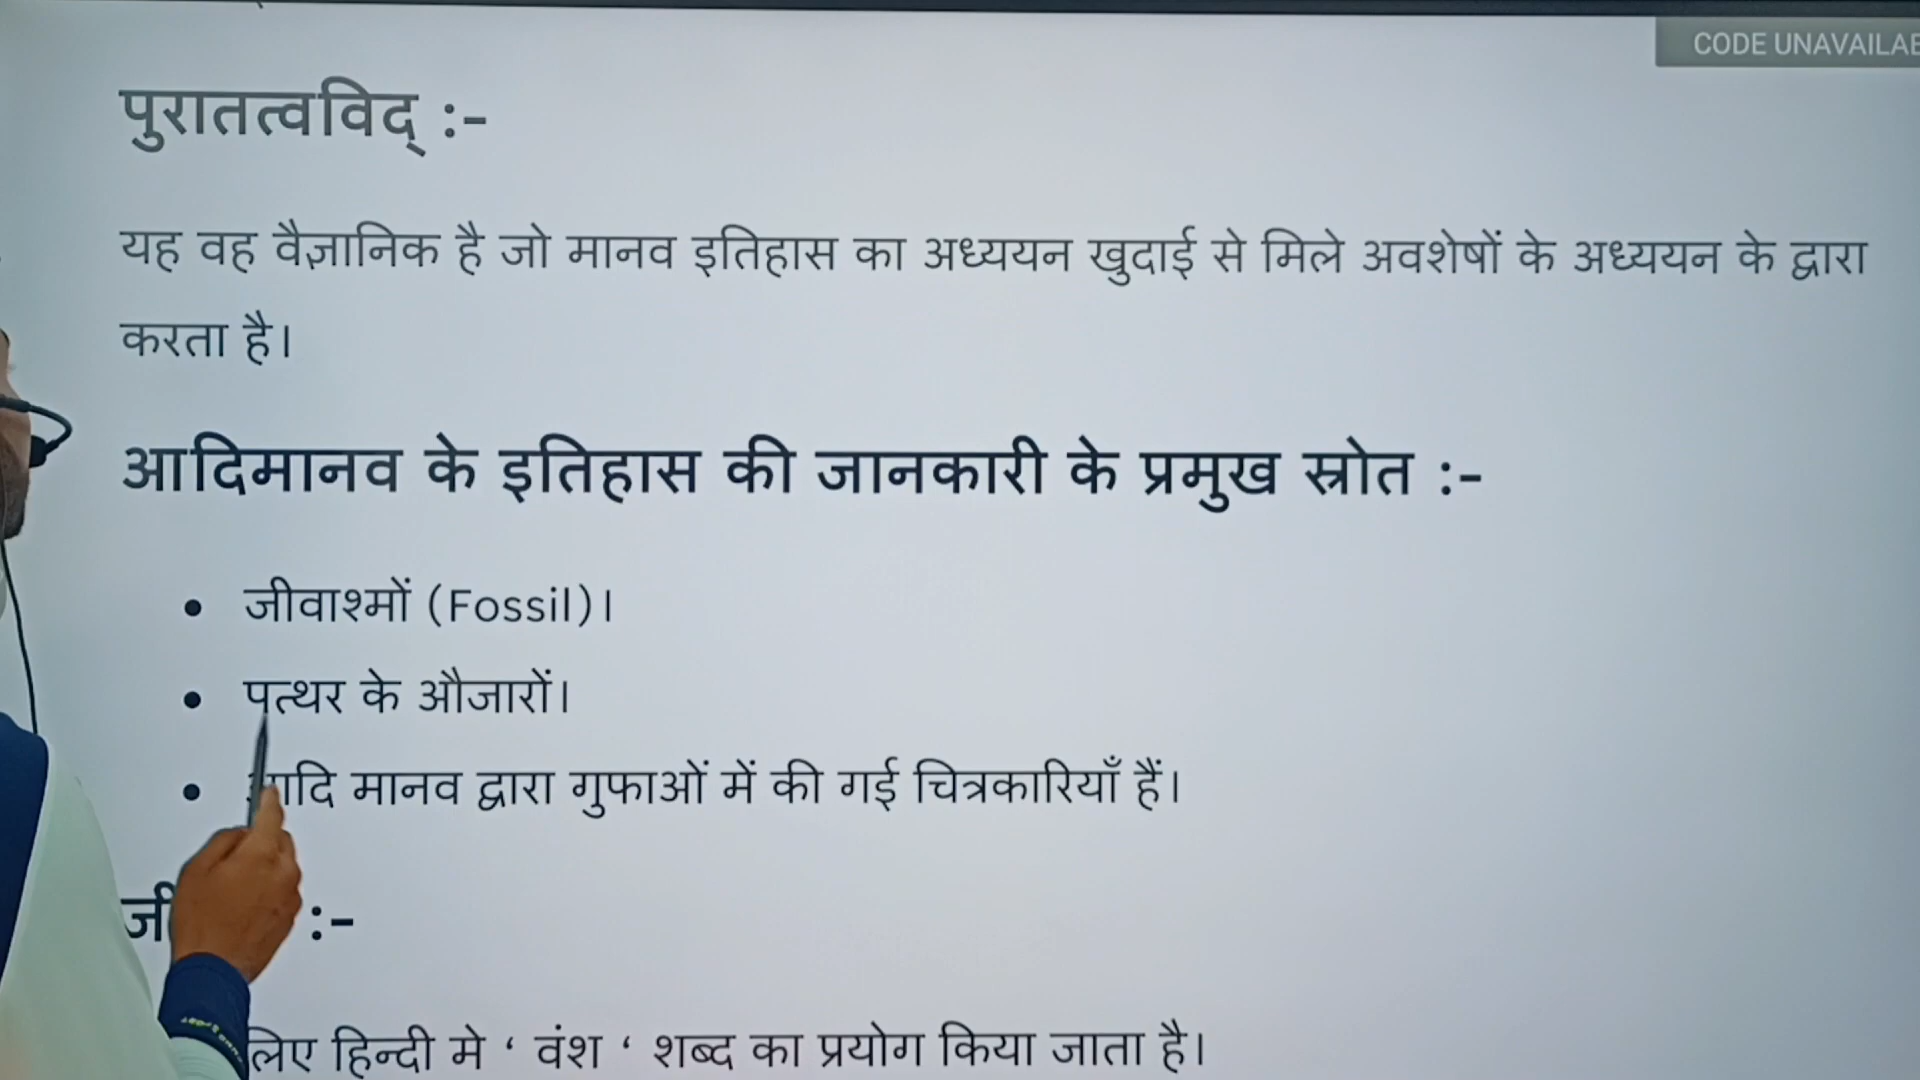 CODE UNAVAILAB
पुरातत्वविद् :-
यह वह वैज्ञानिक है जो मानव इतिहास का अध्ययन खुदाई से मिले अवशेषों के अध्ययन के द्वारा
करता है।
आदिमानव के इतिहास की जानकारी के प्रमुख स्रोत :-
• जीवाश्मों (Fossil)।
• पत्थर के औजारों।
• मानव द्वारा गुफाओं में की गई चित्रकारियाँ हैं।
:-
लिए हिन्दी मे ‘ वंश ‘ शब्द का प्रयोग किया जाता है।